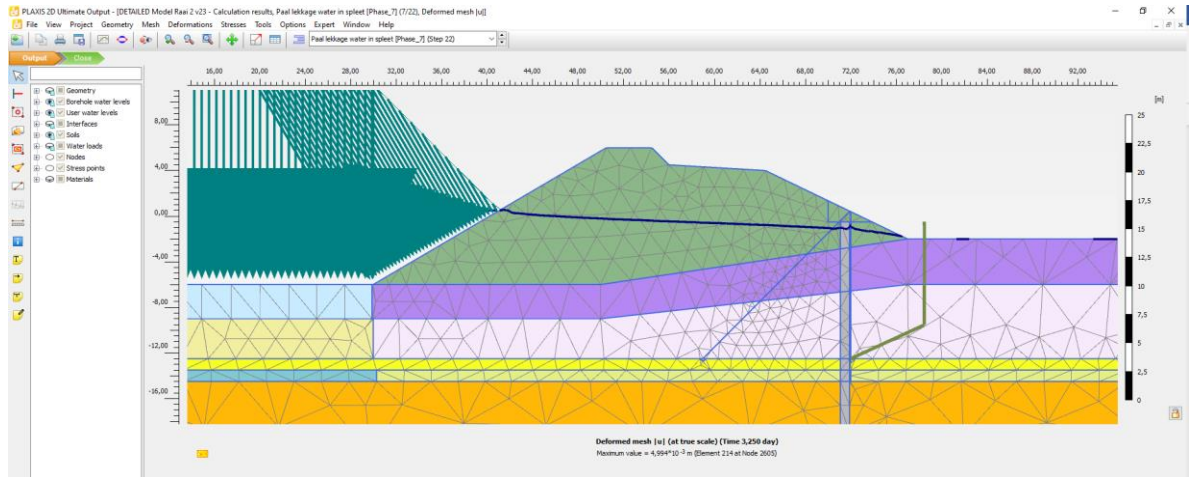 PLAXIS 2D Ultimate Output - [DETAILED Model Raai 2 v23 - Calculation results, Paal lekkage water in spleet [Phase_7] (7/22), Deformed mesh |u|]
File View Project Geometry Mesh Deformations Stresses Tools Options Expert Window Help
Paal lekkage water in spleet [Phase_7] (Step 22)
Output Close
Geometry
Borehole water levels
User water levels
Interfaces
Soils
Water loads
Nodes
Stress points
Materials
16,00 20,00 24,00 28,00 32,00 36,00 40,00 44,00 48,00 52,00 56,00 60,00 64,00 68,00 72,00 76,00 80,00 84,00 88,00 92,00
8,00
4,00
0,00
-4,00
-8,00
-12,00
-16,00
[m]
25
22,5
20
17,5
15
12,5
10
7,5
5
2,5
0
Deformed mesh |u| (at true scale) (Time 3,250 day)
Maximum value = 4,994*10⁻³ m (Element 214 at Node 2605)